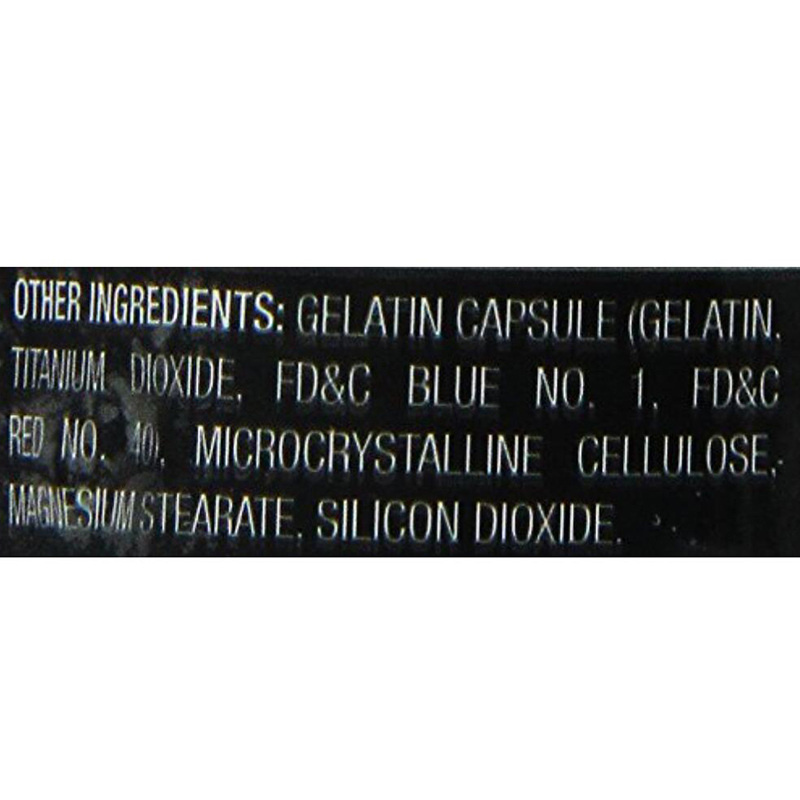 OTHER INGREDIENTS: GELATIN CAPSULE (GELATIN,
TITANIUM DIOXIDE, FD&C BLUE NO. 1, FD&C
RED NO. 40), MICROCRYSTALLINE CELLULOSE,
MAGNESIUM STEARATE, SILICON DIOXIDE.